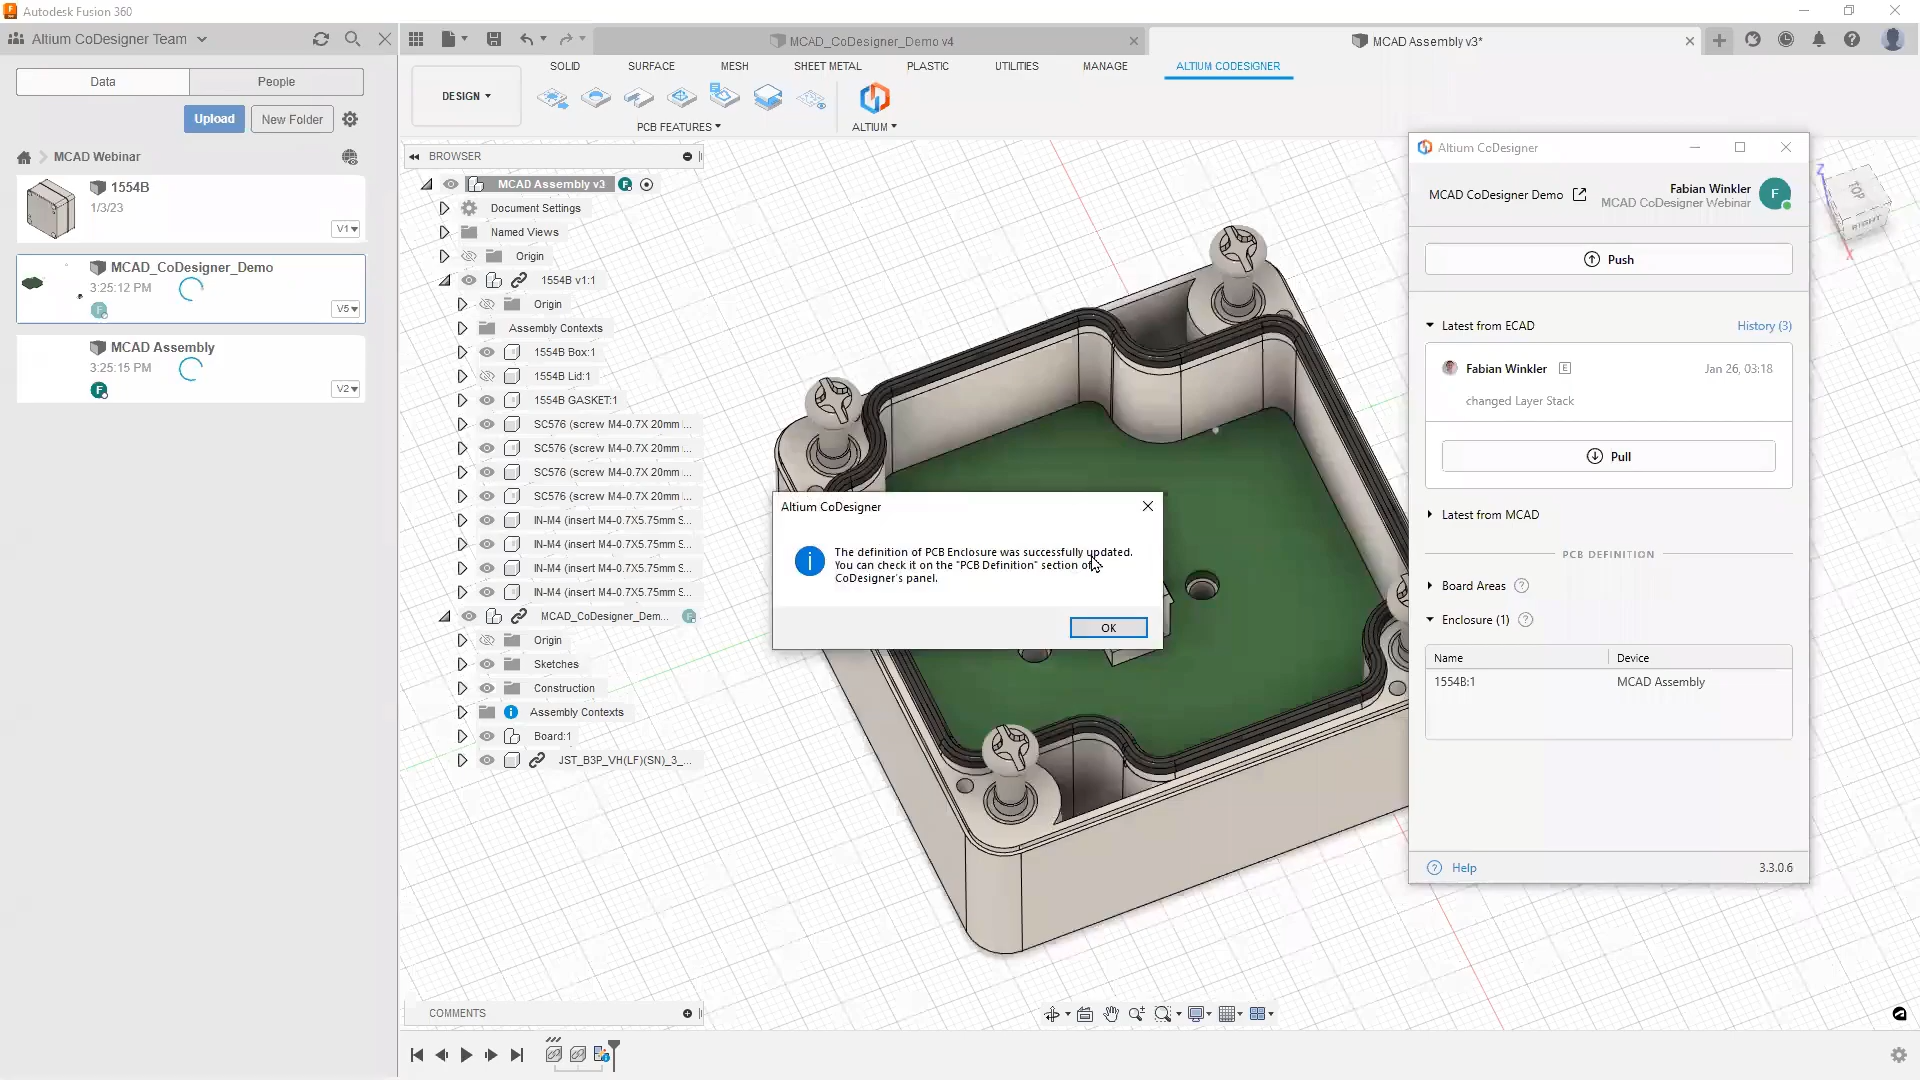 Autodesk Fusion 360
Altium CoDesigner Team
MCAD_CoDesigner_Demo v4
MCAD Assembly v3*
Data
People
Upload
New Folder
MCAD Webinar
1554B
1/3/23
V1
MCAD_CoDesigner_Demo
3:25:12 PM
V5
MCAD Assembly
3:25:15 PM
F
V2
DESIGN
SOLID
SURFACE
MESH
SHEET METAL
PLASTIC
UTILITIES
MANAGE
ALTIUM CODESIGNER
PCB FEATURES
ALTIUM
BROWSER
MCAD Assembly v3
Document Settings
Named Views
Origin
1554B v1:1
Origin
Assembly Contexts
1554B Box:1
1554B Lid:1
1554B GASKET:1
SC576 (screw M4-0.7X 20mm ...
SC576 (screw M4-0.7X 20mm ...
SC576 (screw M4-0.7X 20mm ...
SC576 (screw M4-0.7X 20mm ...
IN-M4 (insert M4-0.7X5.75mm S...
IN-M4 (insert M4-0.7X5.75mm S...
IN-M4 (insert M4-0.7X5.75mm S...
IN-M4 (insert M4-0.7X5.75mm S...
MCAD_CoDesigner_Dem...
Origin
Sketches
Construction
Assembly Contexts
Board:1
JST_B3P_VH(LF)(SN)_3_...
COMMENTS
Altium CoDesigner
The definition of PCB Enclosure was successfully updated.
You can check it on the "PCB Definition" section of
CoDesigner's panel.
OK
Altium CoDesigner
MCAD CoDesigner Demo
Fabian Winkler
MCAD CoDesigner Webinar
F
Push
Latest from ECAD
History (3)
Fabian Winkler
E
Jan 26, 03:18
changed Layer Stack
Pull
Latest from MCAD
PCB DEFINITION
Board Areas
Enclosure (1)
Name
Device
1554B:1
MCAD Assembly
Help
3.3.0.6
Z
TOP
RIGHT
X